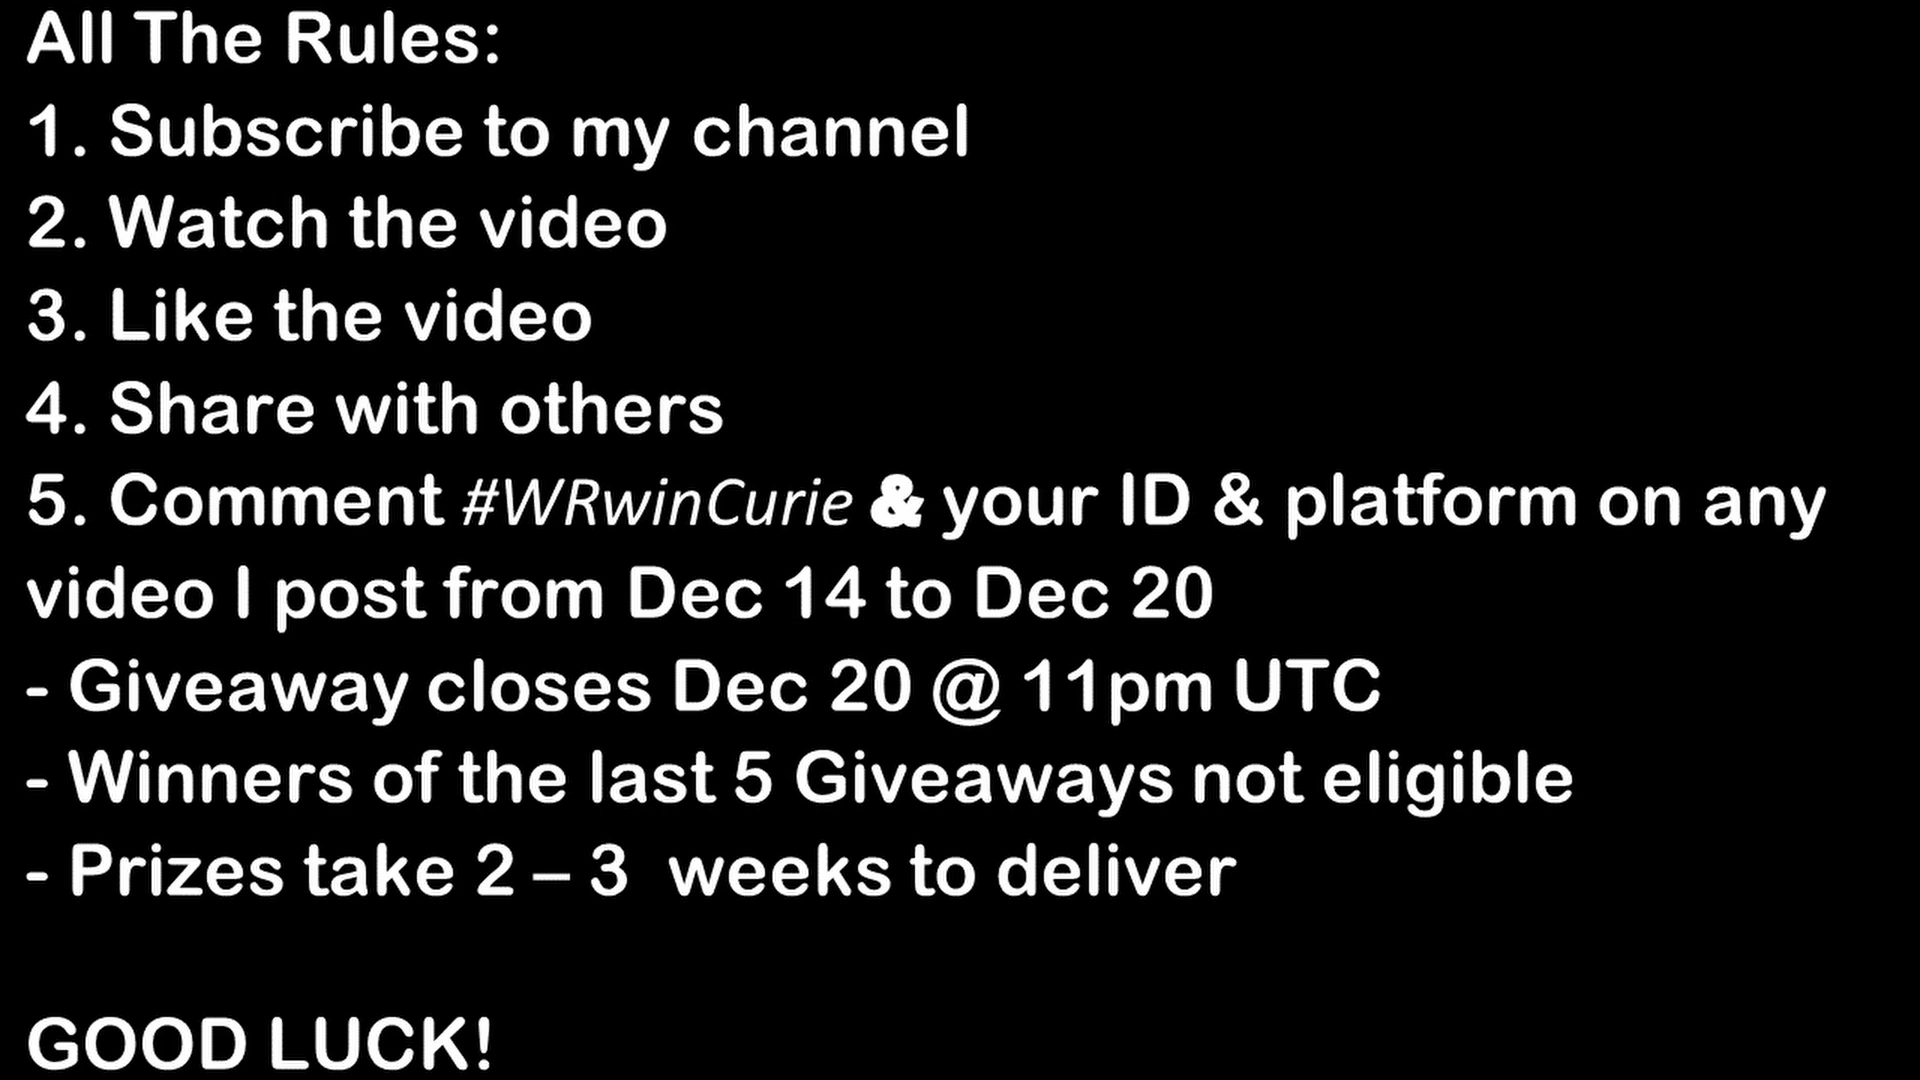 All The Rules:
1. Subscribe to my channel
2. Watch the video
3. Like the video
4. Share with others
5. Comment #WRwinCurie & your ID & platform on any
video I post from Dec 14 to Dec 20
- Giveaway closes Dec 20 @ 11pm UTC
- Winners of the last 5 Giveaways not eligible
- Prizes take 2 – 3  weeks to deliver
GOOD LUCK!